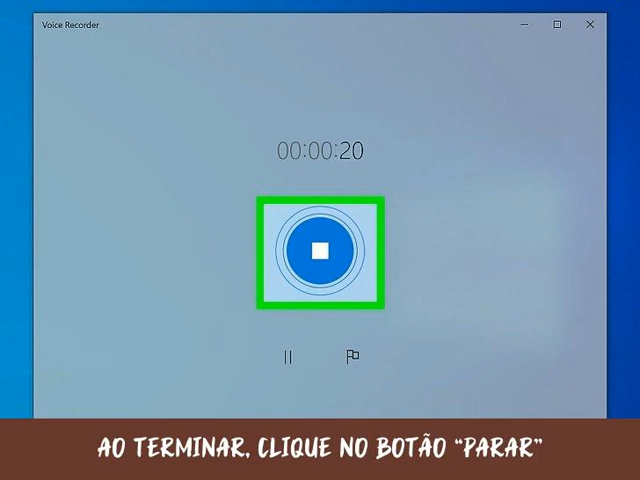 Voice Recorder
00:00:20
AO TERMINAR, CLIQUE NO BOTÃO “PARAR”